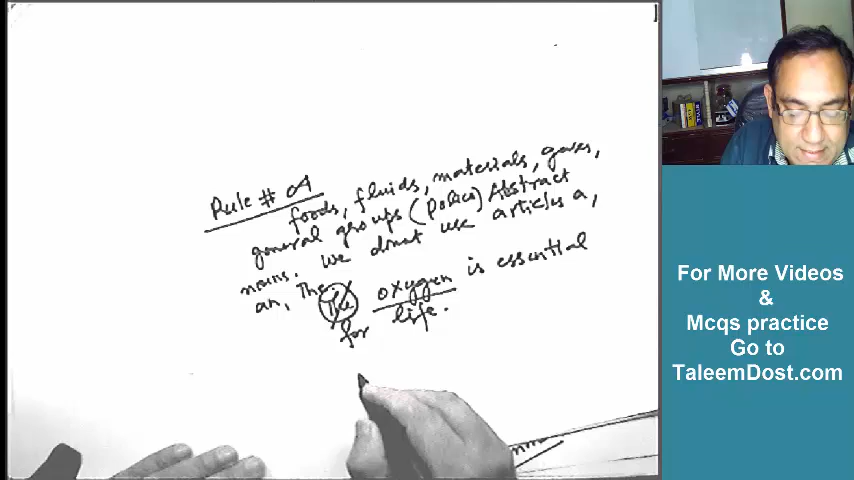 Rule # 04
foods, fluids, materials, gases,
general groups (police) Abstract
nouns. We donot use articles a,
an, The
The oxygen is essential
for life.
For More Videos
&
Mcqs practice
Go to
TaleemDost.com